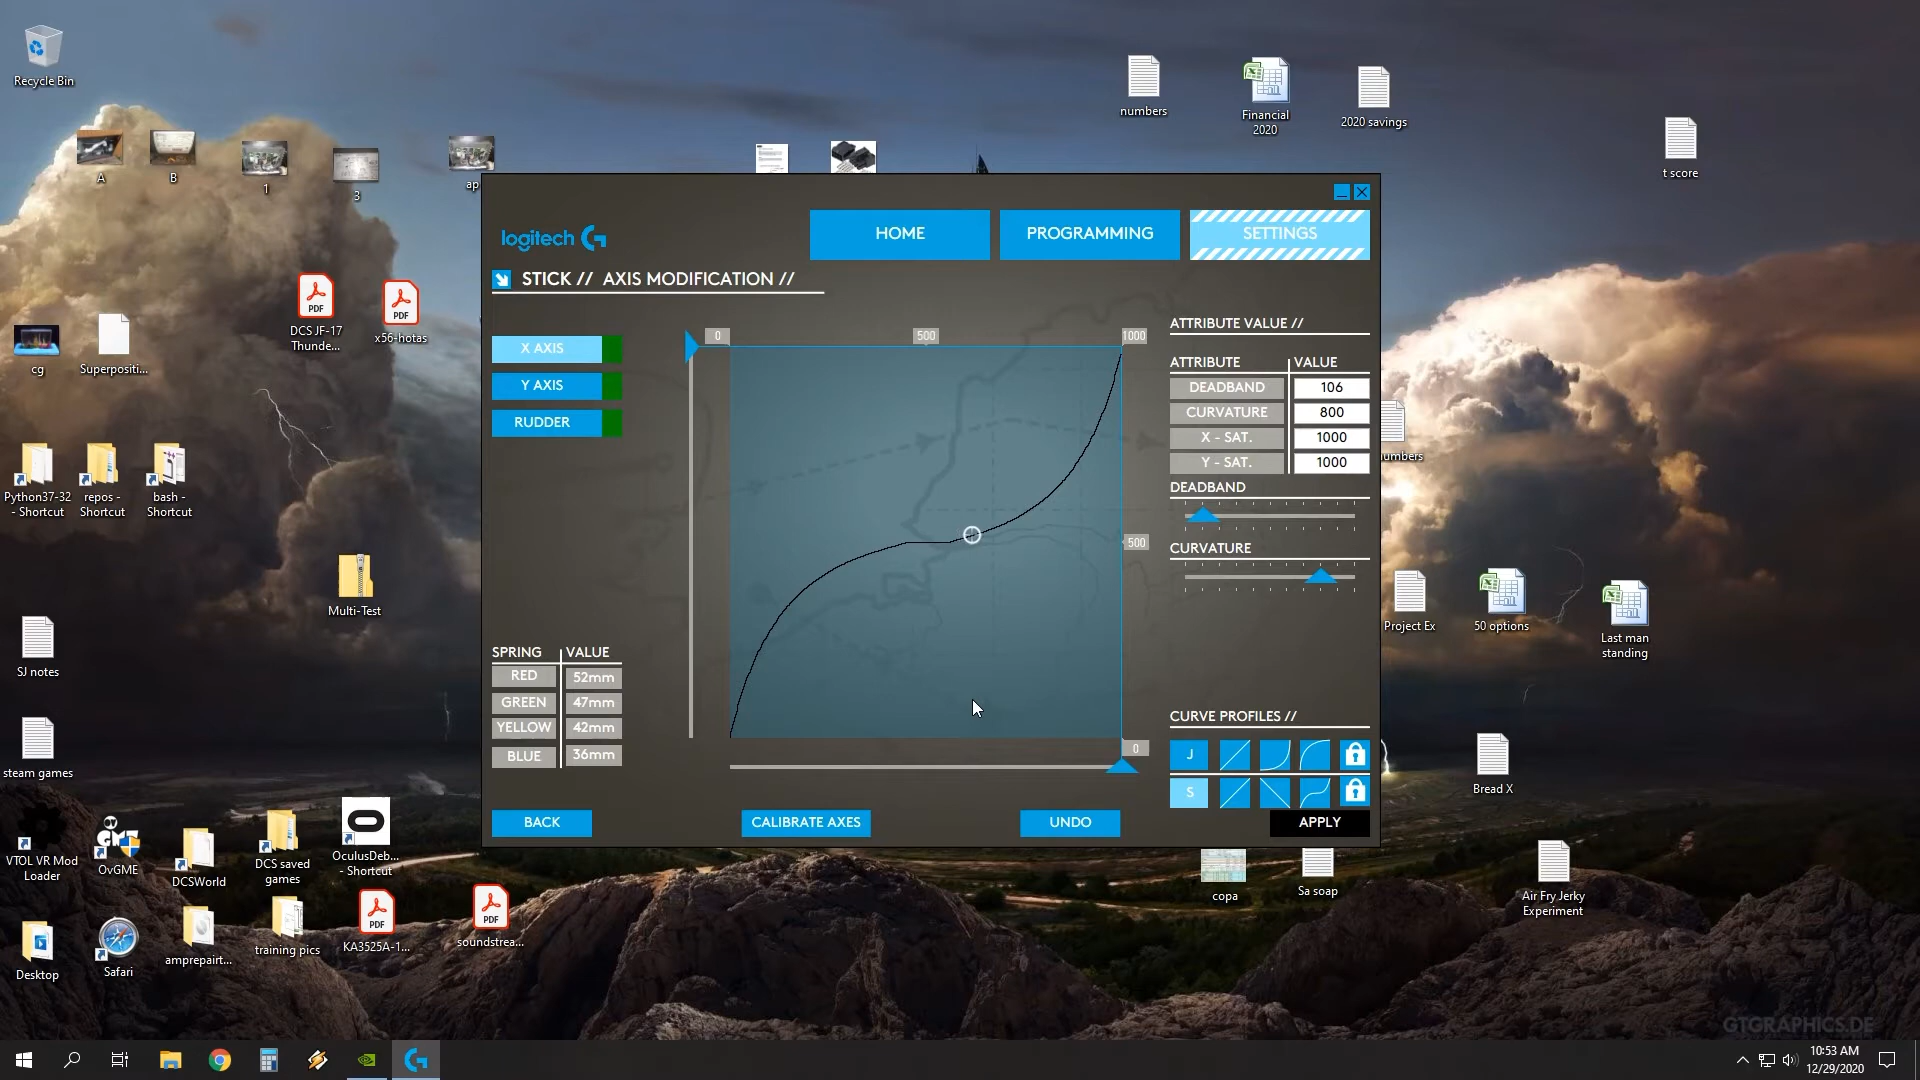 Recycle Bin
numbers
Financial
2020
2020 savings
t score
A
B
1
3
ap
logitech G
HOME
PROGRAMMING
SETTINGS
STICK // AXIS MODIFICATION //
X AXIS
Y AXIS
RUDDER
0
500
1000
500
0
ATTRIBUTE VALUE //
ATTRIBUTE
VALUE
DEADBAND
106
CURVATURE
800
X - SAT.
1000
Y - SAT.
1000
DEADBAND
CURVATURE
SPRING
VALUE
RED
52mm
GREEN
47mm
YELLOW
42mm
BLUE
36mm
CURVE PROFILES //
J
S
BACK
CALIBRATE AXES
UNDO
APPLY
PDF
DCS JF-17
Thunde...
PDF
x56-hotas
cg
Superpositi...
umbers
Python37-32
- Shortcut
repos -
Shortcut
bash -
Shortcut
Multi-Test
Project Ex
50 options
Last man
standing
SJ notes
steam games
Bread X
VTOL VR Mod
Loader
OvGME
DCSWorld
DCS saved
games
OculusDeb...
- Shortcut
copa
Sa soap
Air Fry Jerky
Experiment
Desktop
Safari
amprepairt...
training pics
PDF
KA3525A-1...
PDF
soundstrea...
GTGRAPHICS.DE
10:53 AM
12/29/2020